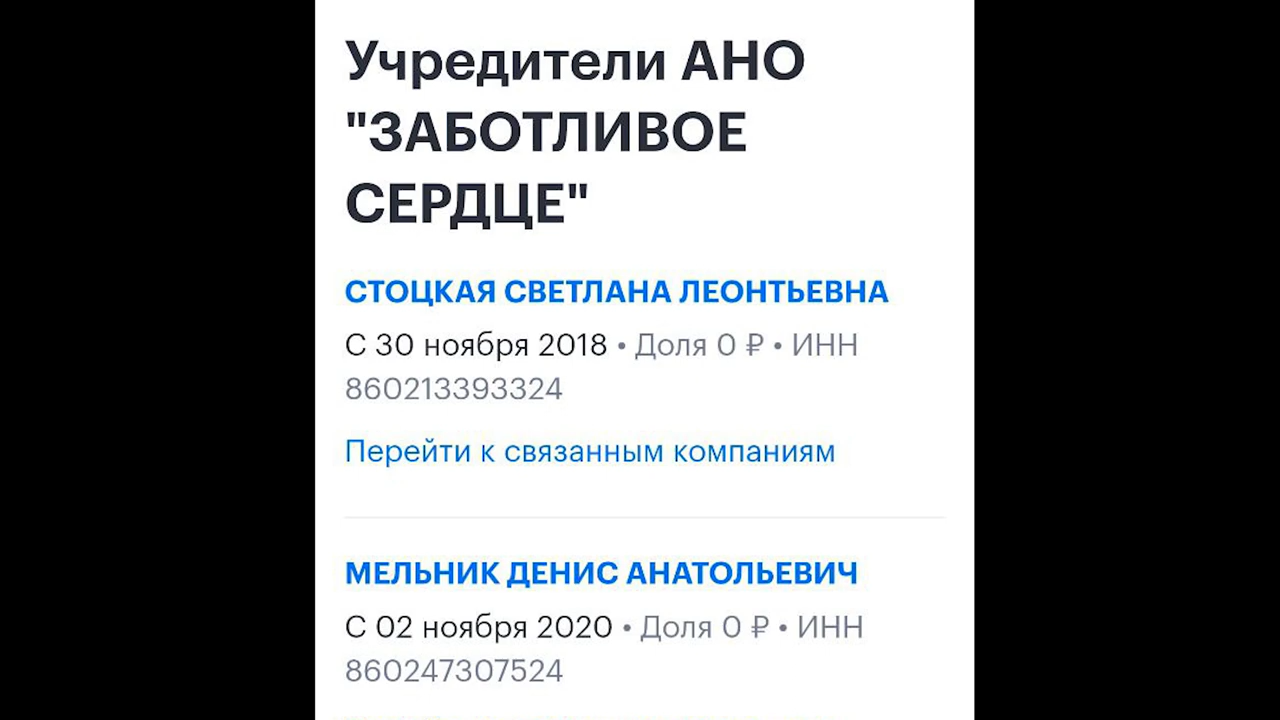 Учредители АНО
"ЗАБОТЛИВОЕ
СЕРДЦЕ"
СТОЦКАЯ СВЕТЛАНА ЛЕОНТЬЕВНА
С 30 ноября 2018 • Доля 0 ₽ • ИНН
860213393324
Перейти к связанным компаниям
МЕЛЬНИК ДЕНИС АНАТОЛЬЕВИЧ
С 02 ноября 2020 • Доля 0 ₽ • ИНН
860247307524